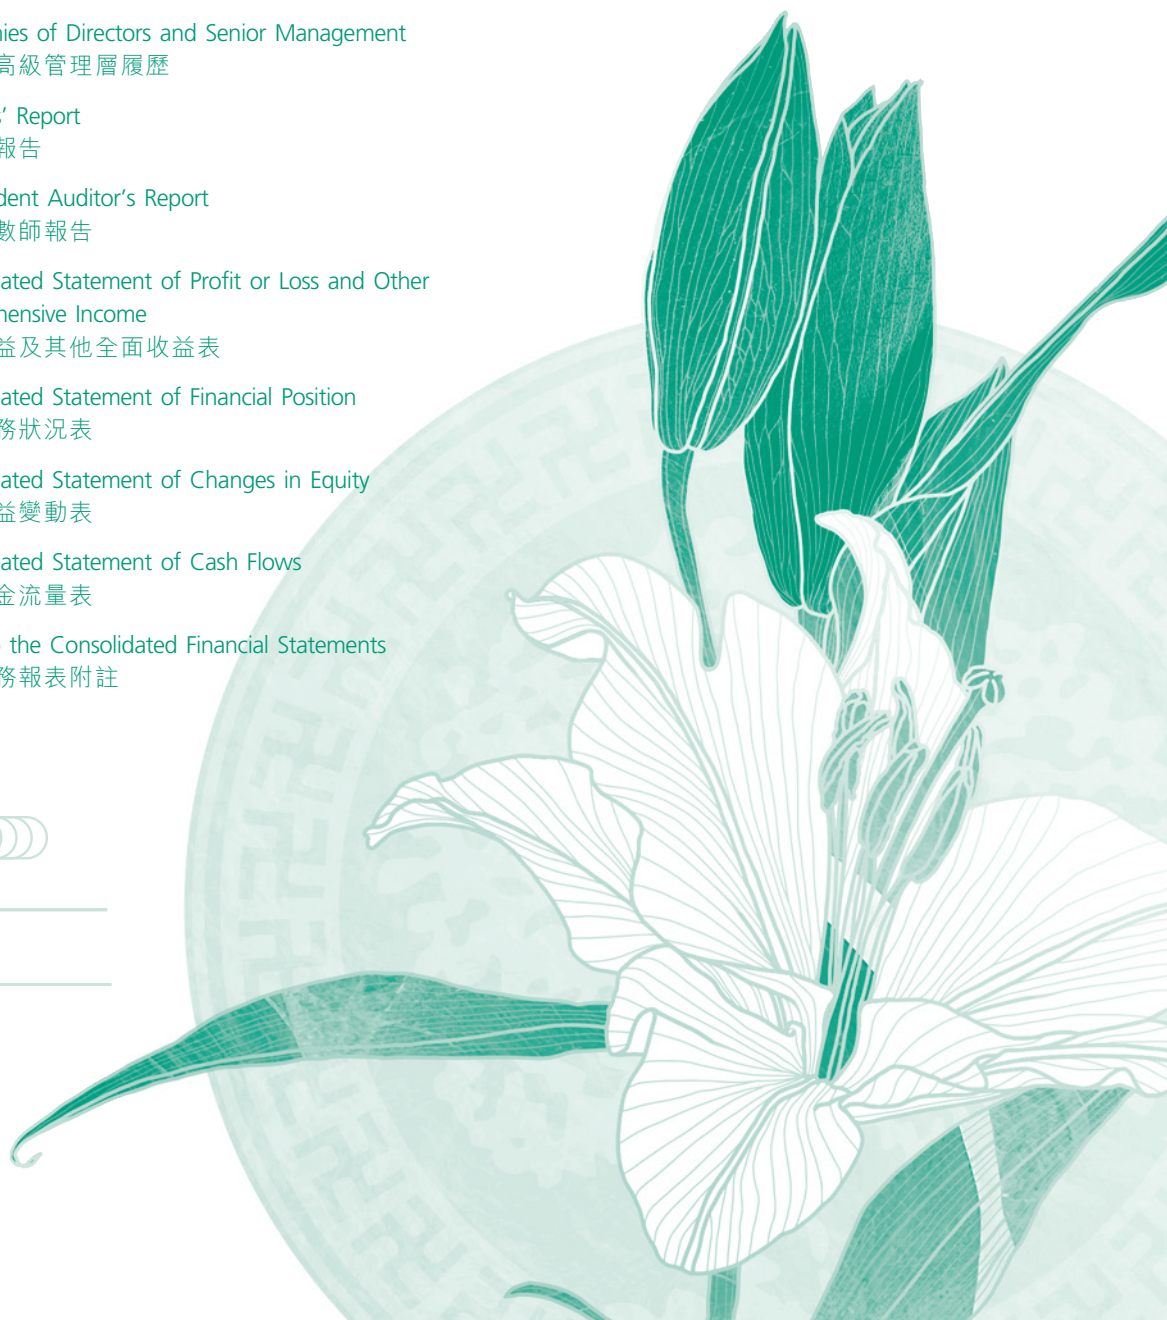 nies of Directors and Senior Management
高級管理層履歷
s’ Report
報告
dent Auditor’s Report
數師報告
ated Statement of Profit or Loss and Other
hensive Income
益及其他全面收益表
ated Statement of Financial Position
務狀況表
ated Statement of Changes in Equity
益變動表
ated Statement of Cash Flows
金流量表
the Consolidated Financial Statements
務報表附註